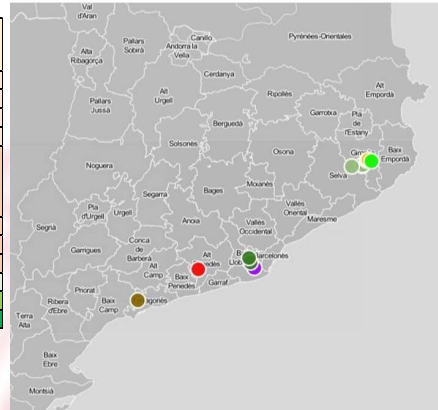 Val
d'Aran
Pallars
Sobirà
Canillo
Andorra la
Vella
Pyrénées-Orientales
Alta
Ribagorça
Cerdanya
Pallars
Jussà
Alt
Urgell
Ripollès
Alt
Empordà
Garrotxa
Pla
de
l'Estany
Berguedà
Solsonès
Osona
Baix
Empordà
Selva
Noguera
Segarra
Bages
Moianès
Vallès
Oriental
Maresme
Pla
d'Urgell
Urgell
Anoia
Vallès
Occidental
Segrià
Garrigues
Conca
de
Barberà
Alt
Camp
Alt
Baix
Penedès
Garraf
Priorat
Ribera
d'Ebre
Baix
Camp
Terra
Alta
Baix
Ebre
Montsià